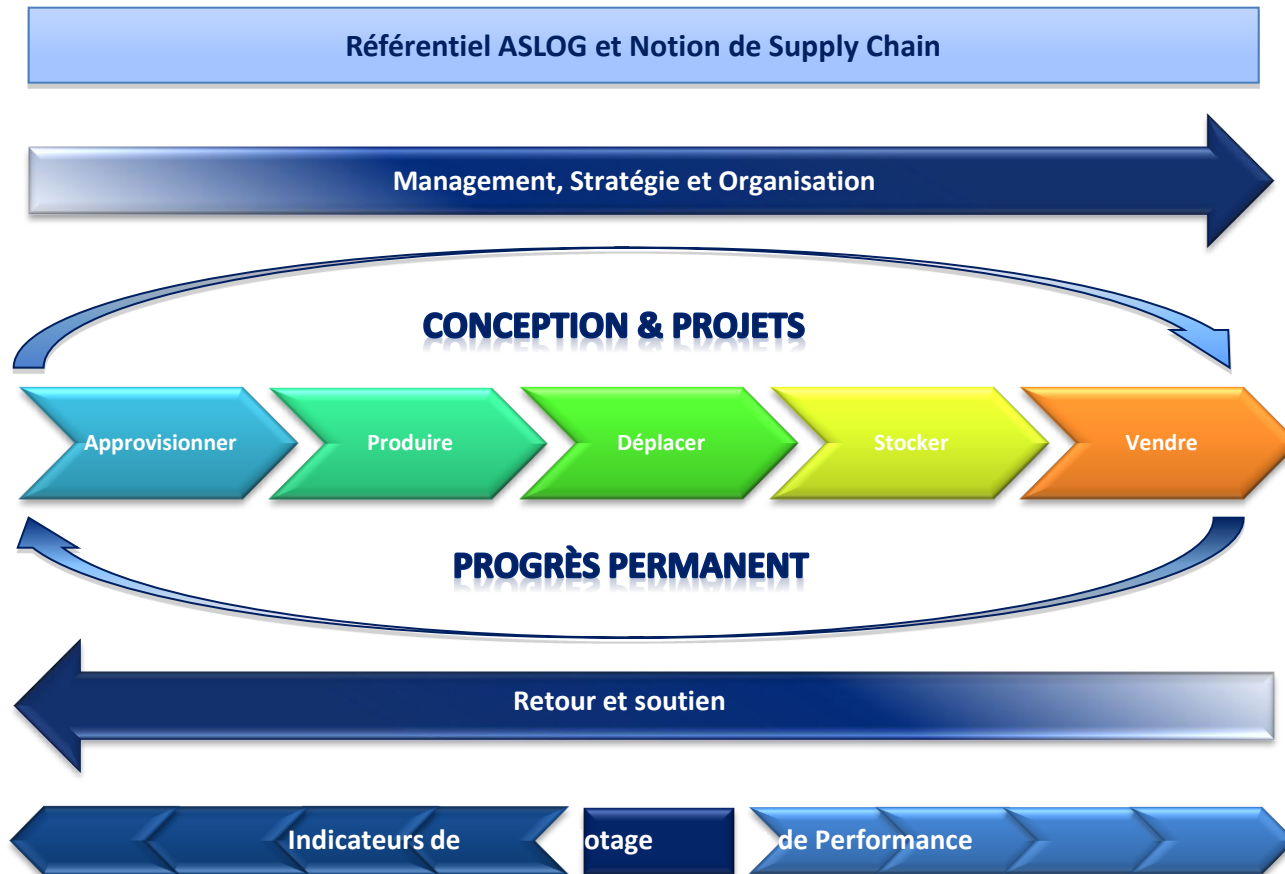 Référentiel ASLOG et Notion de Supply Chain
Management, Stratégie et Organisation
CONCEPTION & PROJETS
Approvisionner
Produire
Déplacer
Stocker
Vendre
PROGRÈS PERMANENT
Retour et soutien
Indicateurs de otage de Performance